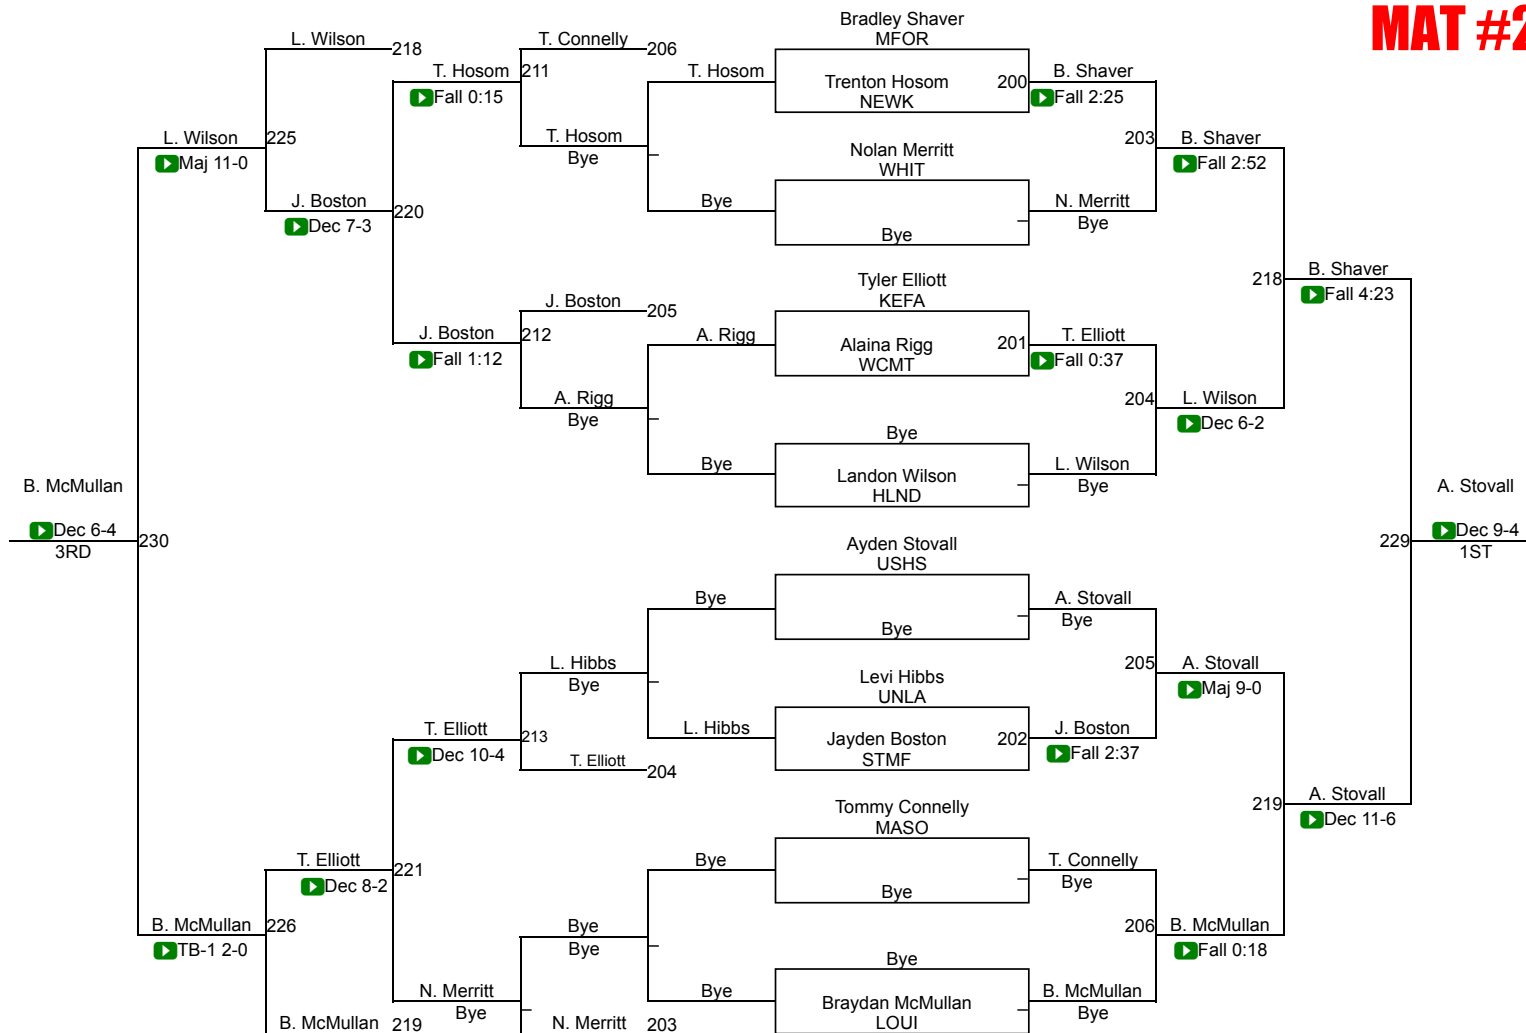 MAT #2
Bradley Shaver
MFOR
L. Wilson
218
T. Connelly
206
T. Hosom
211
Fall 0:15
T. Hosom
Trenton Hosom
NEWK
200
B. Shaver
Fall 2:25
L. Wilson
225
Maj 11-0
T. Hosom
Bye
Nolan Merritt
WHIT
203
B. Shaver
Fall 2:52
J. Boston
220
Dec 7-3
Bye
Bye
N. Merritt
Bye
Tyler Elliott
KEFA
218
B. Shaver
Fall 4:23
J. Boston
205
J. Boston
212
Fall 1:12
A. Rigg
Alaina Rigg
WCMT
201
T. Elliott
Fall 0:37
A. Rigg
Bye
204
L. Wilson
Dec 6-2
Bye
Bye
Landon Wilson
HLND
L. Wilson
Bye
B. McMullan
Dec 6-4
3RD
230
A. Stovall
229
Dec 9-4
1ST
Ayden Stovall
USHS
Bye
Bye
A. Stovall
Bye
L. Hibbs
Bye
Levi Hibbs
UNLA
205
A. Stovall
Maj 9-0
T. Elliott
213
Dec 10-4
L. Hibbs
Jayden Boston
STMF
202
J. Boston
Fall 2:37
T. Elliott
204
219
A. Stovall
Dec 11-6
Tommy Connelly
MASO
T. Elliott
221
Dec 8-2
Bye
Bye
T. Connelly
Bye
B. McMullan
226
TB-1 2-0
Bye
Bye
206
B. McMullan
Fall 0:18
Bye
N. Merritt
Bye
Bye
Braydan McMullan
LOUI
B. McMullan
Bye
B. McMullan
219
N. Merritt
203